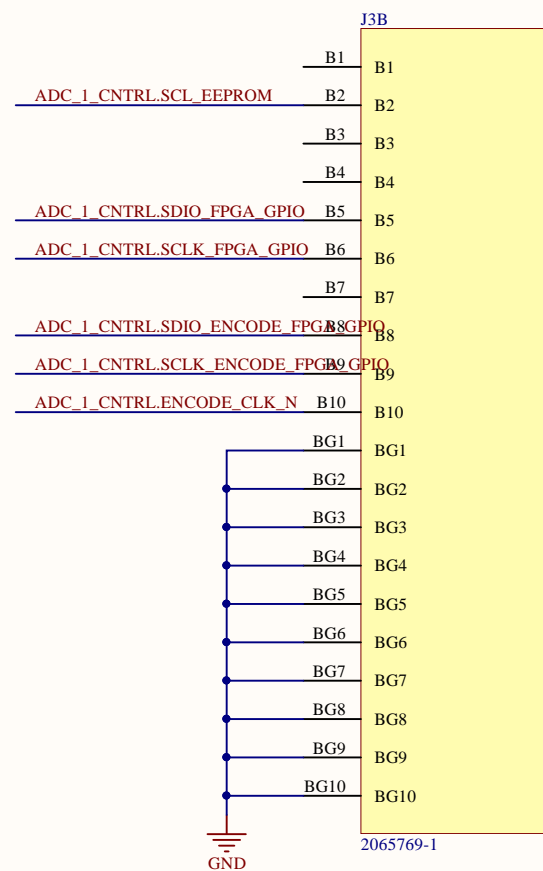 J3B
B1 B1
ADC_1_CNTRL.SCL_EEPROM B2 B2
B3 B3
B4 B4
ADC_1_CNTRL.SDIO_FPGA_GPIO B5 B5
ADC_1_CNTRL.SCLK_FPGA_GPIO B6 B6
B7 B7
ADC_1_CNTRL.SDIO_ENCODE_FPGA_GPIO B8 B8
ADC_1_CNTRL.SCLK_ENCODE_FPGA_GPIO B9 B9
ADC_1_CNTRL.ENCODE_CLK_N B10 B10
BG1 BG1
BG2 BG2
BG3 BG3
BG4 BG4
BG5 BG5
BG6 BG6
BG7 BG7
BG8 BG8
BG9 BG9
BG10 BG10
2065769-1
GND